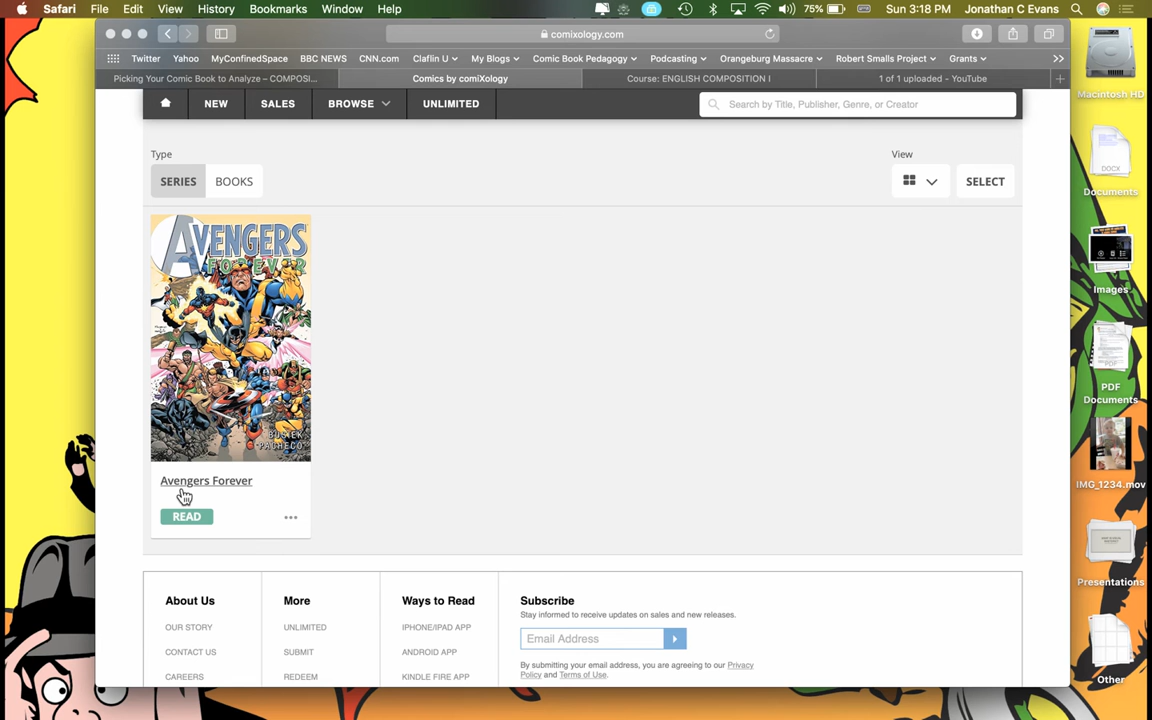 Safari File Edit View History Bookmarks Window Help 75% Sun 3:18 PM Jonathan C Evans
comixology.com
Twitter Yahoo MyConfinedSpace BBC NEWS CNN.com Claflin U My Blogs Comic Book Pedagogy Podcasting Orangeburg Massacre Robert Smalls Project Grants >>
Picking Your Comic Book to Analyze – COMPOSI... Comics by comiXology Course: ENGLISH COMPOSITION I 1 of 1 uploaded - YouTube +
NEW SALES BROWSE UNLIMITED Search by Title, Publisher, Genre, or Creator
Type View
SERIES BOOKS SELECT
AVENGERS
FOREVER
BUSIEK
PACHECO
Avengers Forever
READ ...
About Us More Ways to Read Subscribe
Stay informed to receive updates on sales and new releases.
OUR STORY UNLIMITED IPHONE/IPAD APP Email Address
CONTACT US SUBMIT ANDROID APP By submitting your email address, you are agreeing to our Privacy
CAREERS REDEEM KINDLE FIRE APP Policy and Terms of Use.
Macintosh HD
DOCX
Documents
Images
PDF
PDF
Documents
IMG_1234.mov
Presentations
Other